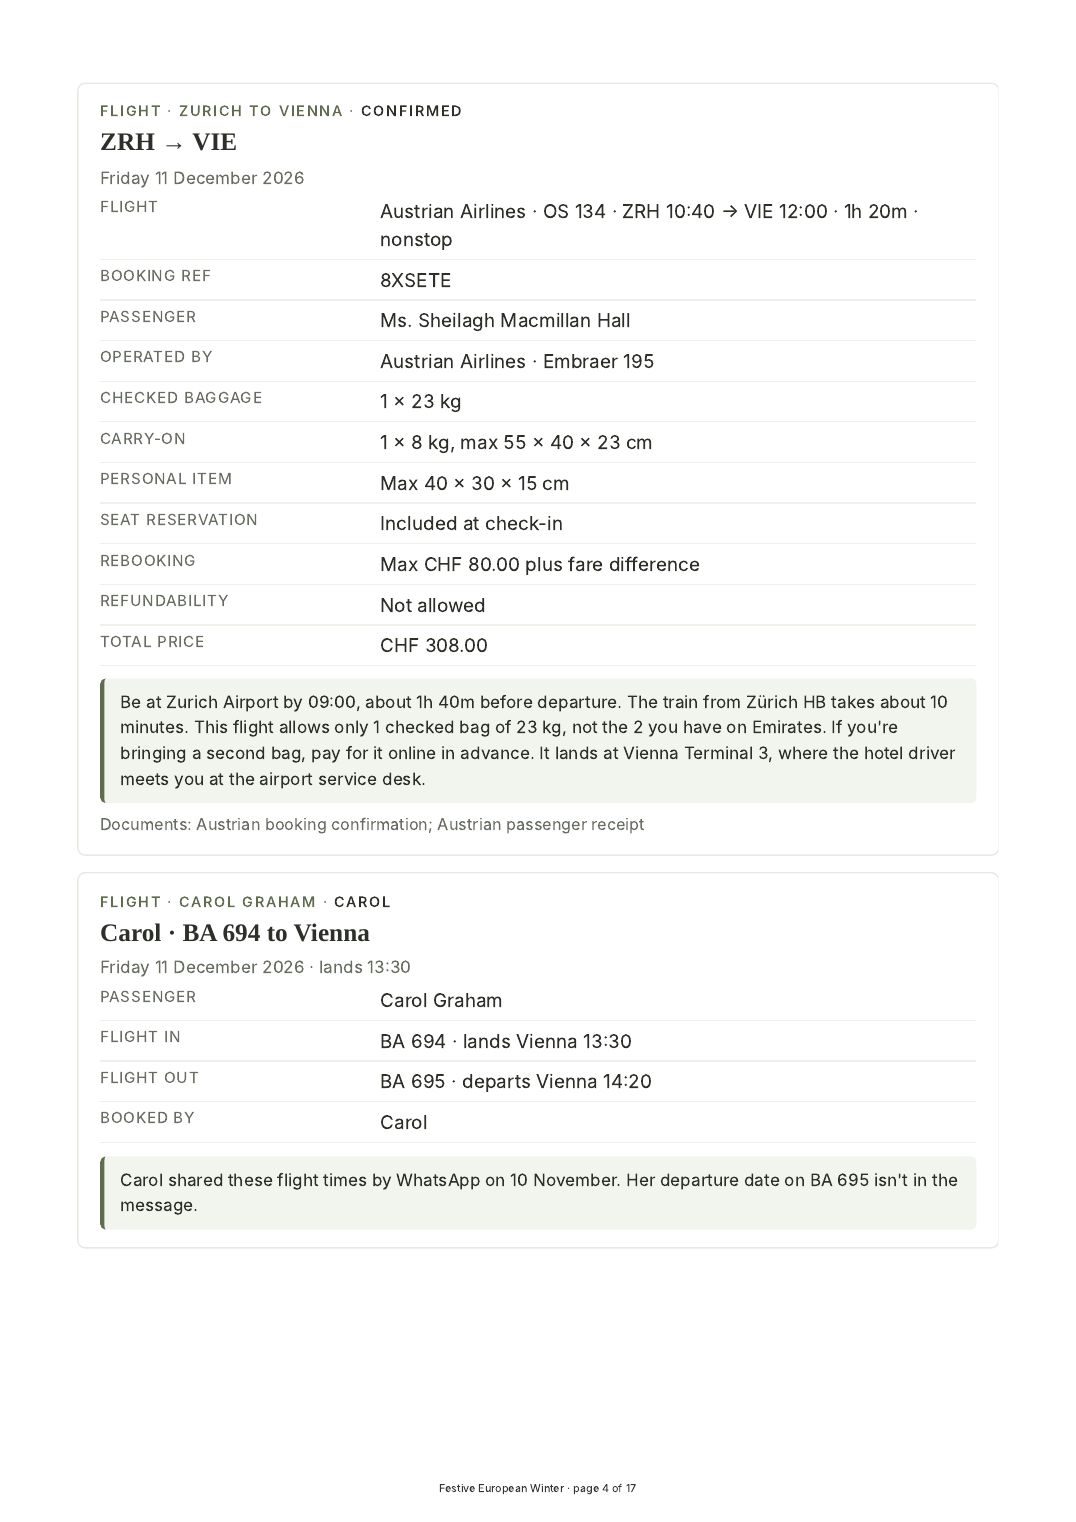 FLIGHT · ZURICH TO VIENNA · CONFIRMED
ZRH → VIE
Friday 11 December 2026
FLIGHT
Austrian Airlines · OS 134 · ZRH 10:40 → VIE 12:00 · 1h 20m ·
nonstop
BOOKING REF
8XSETE
PASSENGER
Ms. Sheilagh Macmillan Hall
OPERATED BY
Austrian Airlines · Embraer 195
CHECKED BAGGAGE
1 × 23 kg
CARRY-ON
1 × 8 kg, max 55 × 40 × 23 cm
PERSONAL ITEM
Max 40 × 30 × 15 cm
SEAT RESERVATION
Included at check-in
REBOOKING
Max CHF 80.00 plus fare difference
REFUNDABILITY
Not allowed
TOTAL PRICE
CHF 308.00
Be at Zurich Airport by 09:00, about 1h 40m before departure. The train from Zürich HB takes about 10
minutes. This flight allows only 1 checked bag of 23 kg, not the 2 you have on Emirates. If you're
bringing a second bag, pay for it online in advance. It lands at Vienna Terminal 3, where the hotel driver
meets you at the airport service desk.
Documents: Austrian booking confirmation; Austrian passenger receipt
FLIGHT · CAROL GRAHAM · CAROL
Carol · BA 694 to Vienna
Friday 11 December 2026 · lands 13:30
PASSENGER
Carol Graham
FLIGHT IN
BA 694 · lands Vienna 13:30
FLIGHT OUT
BA 695 · departs Vienna 14:20
BOOKED BY
Carol
Carol shared these flight times by WhatsApp on 10 November. Her departure date on BA 695 isn't in the
message.
Festive European Winter · page 4 of 17